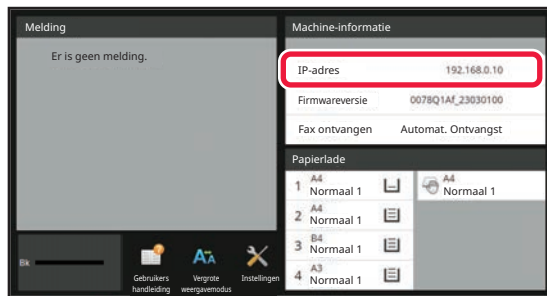 Melding
Er is geen melding.
Machine-informatie
IP-adres 192.168.0.10
Firmwareversie 0078Q1Af_23030100
Fax ontvangen Automat. Ontvangst
Papierlade
1 A4 Normaal 1
A4 Normaal 1
2 A4 Normaal 1
3 B4 Normaal 1
4 A3 Normaal 1
Bk
Gebruikers handleiding
Vergrote weergavemodus
Instellingen